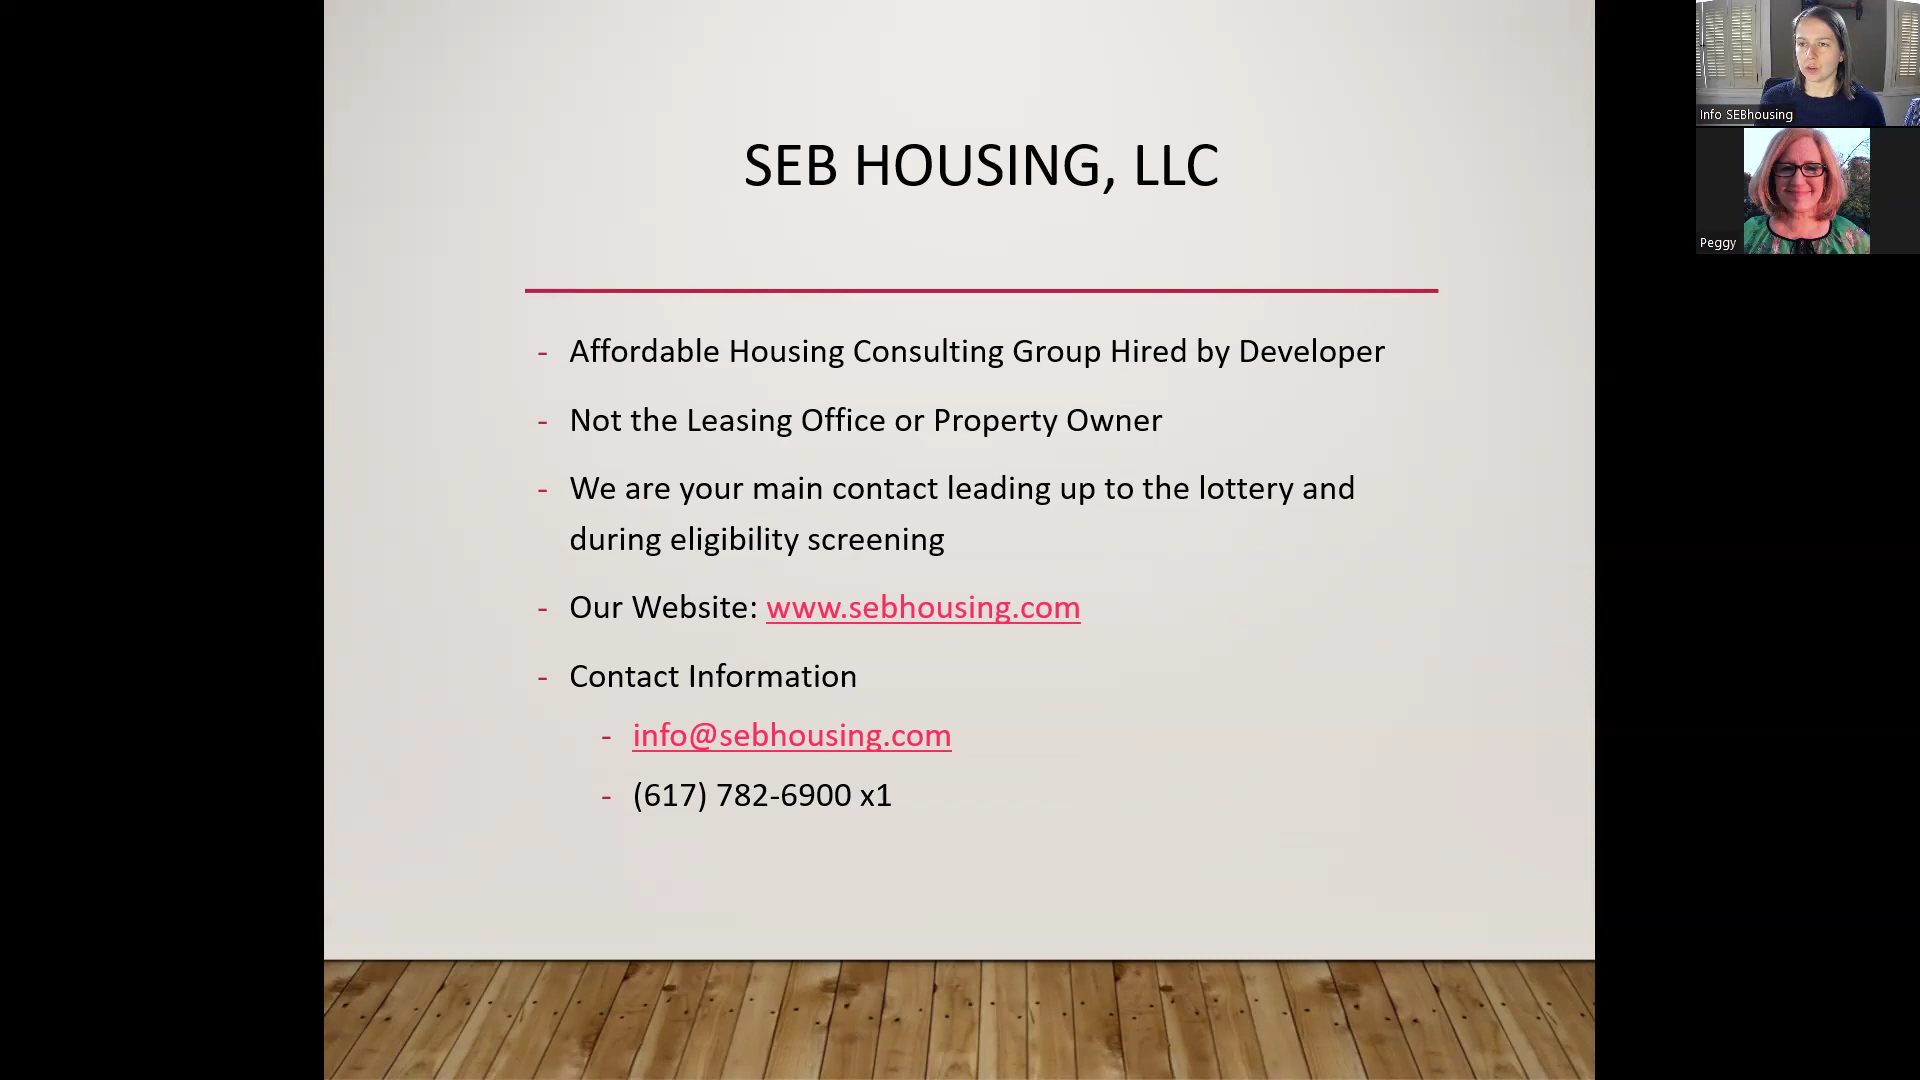 SEB HOUSING, LLC
- Affordable Housing Consulting Group Hired by Developer
- Not the Leasing Office or Property Owner
- We are your main contact leading up to the lottery and
during eligibility screening
- Our Website: www.sebhousing.com
- Contact Information
- info@sebhousing.com
- (617) 782-6900 x1
Info SEBhousing
Peggy